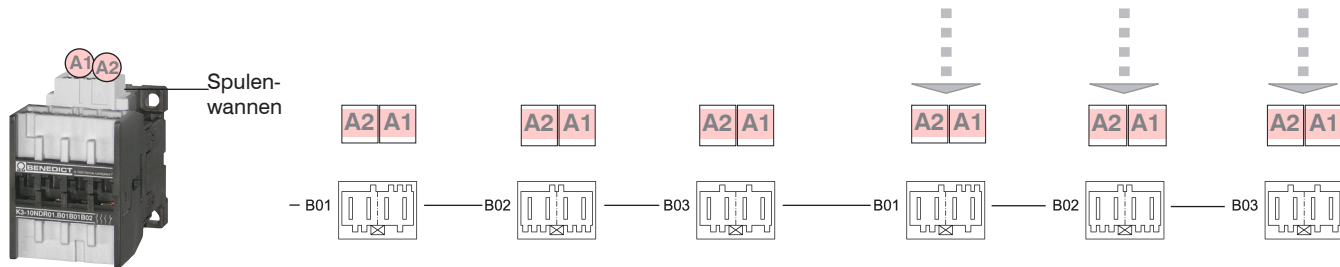 A1 A2
Spulen-
wannen
BENEDICT
K3-10NDR01.B01B01B02
A2 A1 A2 A1 A2 A1 A2 A1 A2 A1 A2 A1
B01 B02 B03 B01 B02 B03